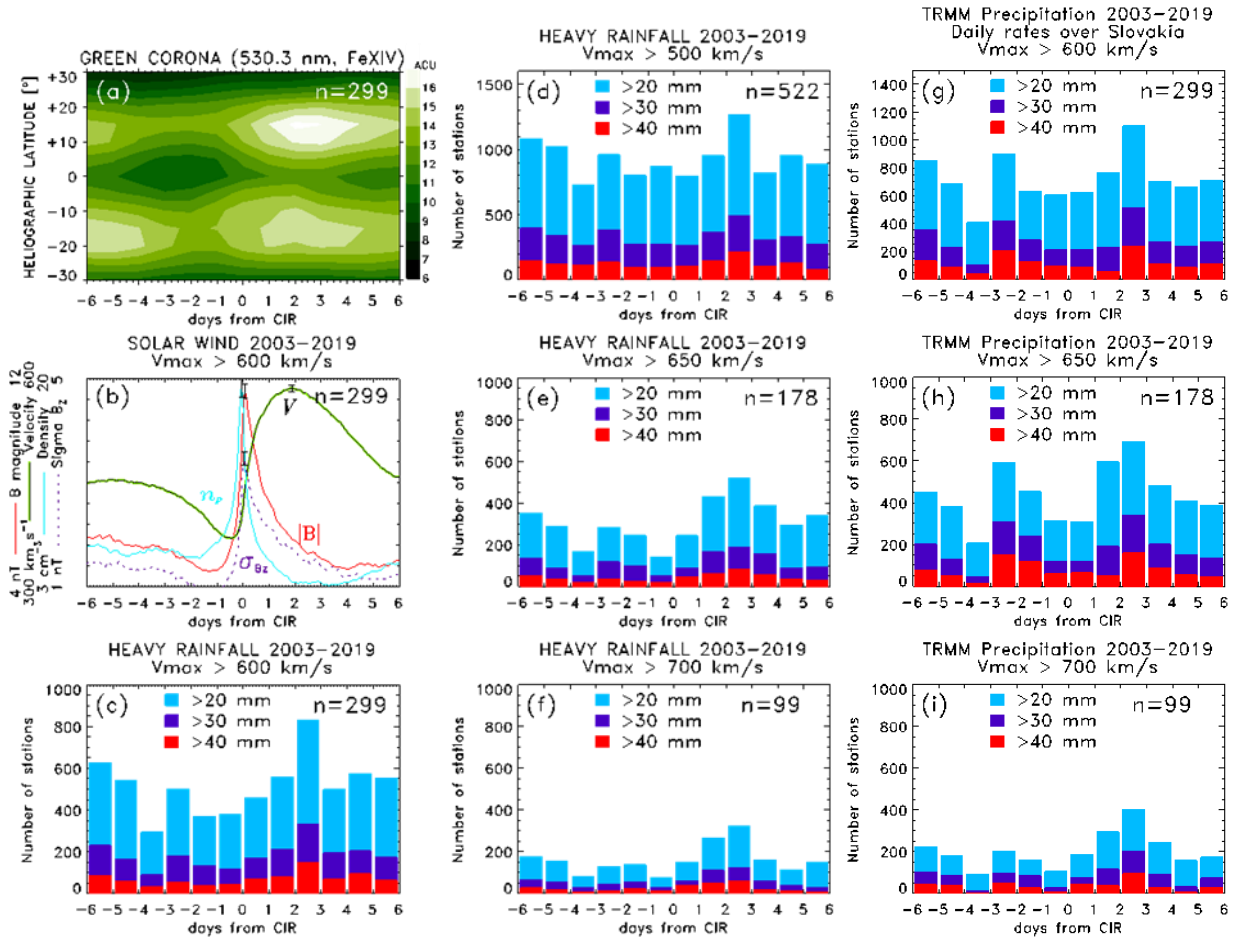 GREEN CORONA (530.3 nm, FeXIV)
ACU
(a)
n=299
HELIOGRAPHIC LATITUDE [°]
+30
+20
+10
0
−10
−20
−30
16
15
14
13
12
11
10
9
8
7
6
-6 -5 -4 -3 -2 -1 0 1 2 3 4 5 6
days from CIR
SOLAR WIND 2003−2019
Vmax > 600 km/s
(b)
n=299
V
np
|B|
σBz
4 nT B magnitude 12
300 km s−1 Velocity 600
3 cm−3 Density 20
1 nT Sigma Bz 5
-6 -5 -4 -3 -2 -1 0 1 2 3 4 5 6
days from CIR
HEAVY RAINFALL 2003−2019
Vmax > 600 km/s
(c)
>20 mm
>30 mm
>40 mm
n=299
Number of stations
1000
800
600
400
200
0
-6 -5 -4 -3 -2 -1 0 1 2 3 4 5 6
days from CIR
HEAVY RAINFALL 2003−2019
Vmax > 500 km/s
(d)
>20 mm
>30 mm
>40 mm
n=522
Number of stations
1500
1000
500
0
-6 -5 -4 -3 -2 -1 0 1 2 3 4 5 6
days from CIR
HEAVY RAINFALL 2003−2019
Vmax > 650 km/s
(e)
>20 mm
>30 mm
>40 mm
n=178
Number of stations
1000
800
600
400
200
0
-6 -5 -4 -3 -2 -1 0 1 2 3 4 5 6
days from CIR
HEAVY RAINFALL 2003−2019
Vmax > 700 km/s
(f)
>20 mm
>30 mm
>40 mm
n=99
Number of stations
1000
800
600
400
200
0
-6 -5 -4 -3 -2 -1 0 1 2 3 4 5 6
days from CIR
TRMM Precipitation 2003−2019
Daily rates over Slovakia
Vmax > 600 km/s
(g)
>20 mm
>30 mm
>40 mm
n=299
Number of stations
1400
1200
1000
800
600
400
200
0
-6 -5 -4 -3 -2 -1 0 1 2 3 4 5 6
days from CIR
TRMM Precipitation 2003−2019
Vmax > 650 km/s
(h)
>20 mm
>30 mm
>40 mm
n=178
Number of stations
1000
800
600
400
200
0
-6 -5 -4 -3 -2 -1 0 1 2 3 4 5 6
days from CIR
TRMM Precipitation 2003−2019
Vmax > 700 km/s
(i)
>20 mm
>30 mm
>40 mm
n=99
Number of stations
1000
800
600
400
200
0
-6 -5 -4 -3 -2 -1 0 1 2 3 4 5 6
days from CIR